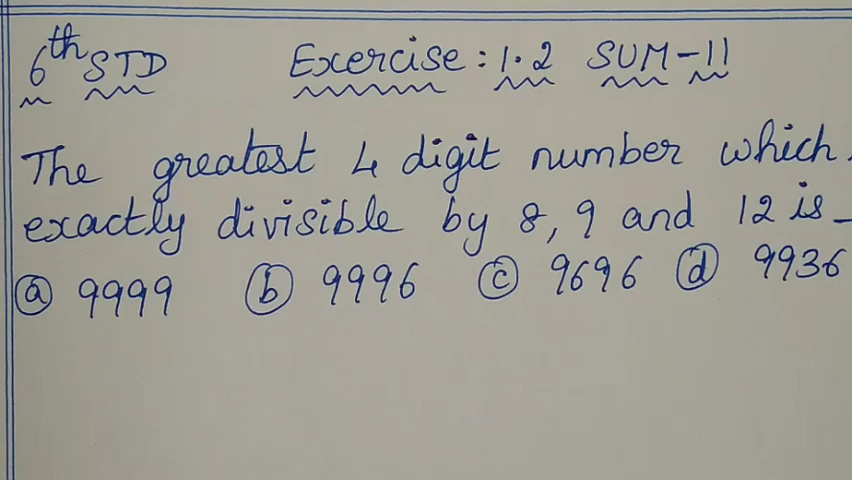 6th STD Exercise : 1.2 SUM-11
The greatest 4 digit number which
exactly divisible by 8, 9 and 12 is_
(a) 9999 (b) 9996 (c) 9696 (d) 9936